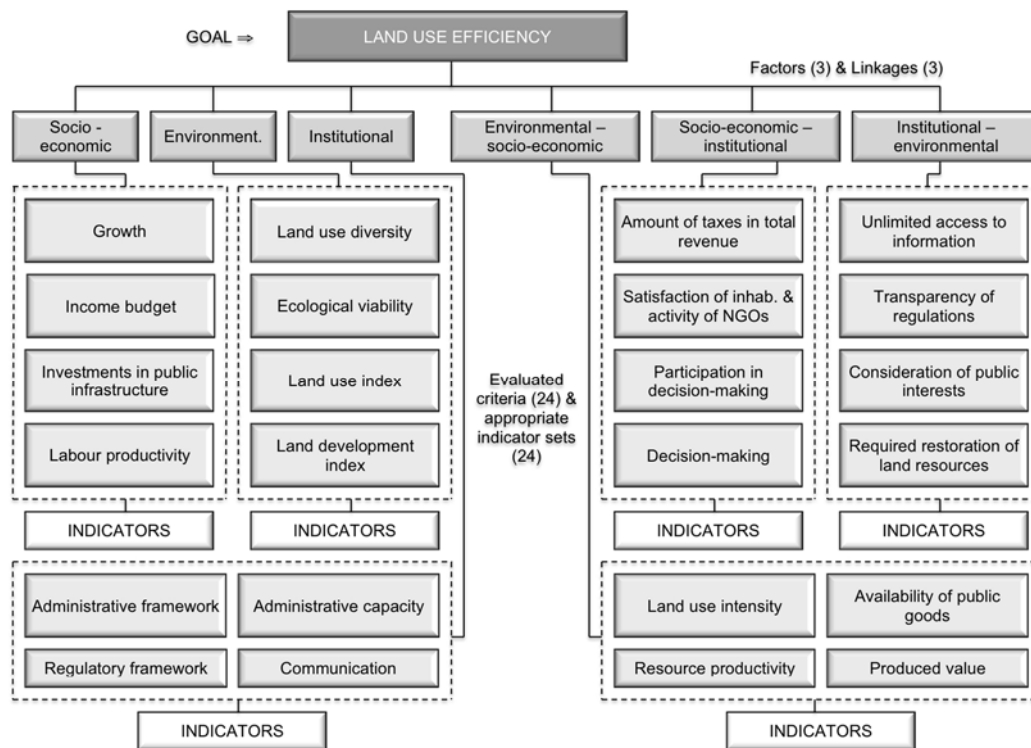 GOAL ⇒
LAND USE EFFICIENCY
Factors (3) & Linkages (3)
Socio -
economic
Environment.
Institutional
Environmental –
socio-economic
Socio-economic –
institutional
Institutional –
environmental
Growth
Income budget
Investments in public
infrastructure
Labour productivity
INDICATORS
Land use diversity
Ecological viability
Land use index
Land development
index
INDICATORS
Evaluated
criteria (24) &
appropriate
indicator sets
(24)
Amount of taxes in total
revenue
Satisfaction of inhab. &
activity of NGOs
Participation in
decision-making
Decision-making
INDICATORS
Unlimited access to
information
Transparency of
regulations
Consideration of public
interests
Required restoration of
land resources
INDICATORS
Administrative framework
Administrative capacity
Regulatory framework
Communication
INDICATORS
Land use intensity
Availability of public
goods
Resource productivity
Produced value
INDICATORS